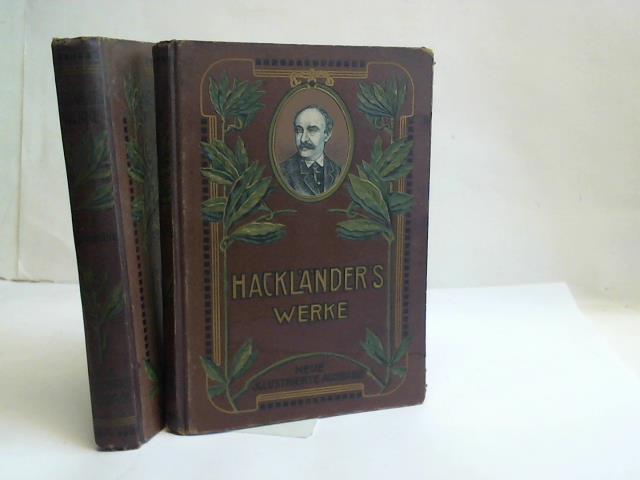 HACKLÄNDER'S
WERKE
NEUE
ILLUSTRIERTE AUSGABE